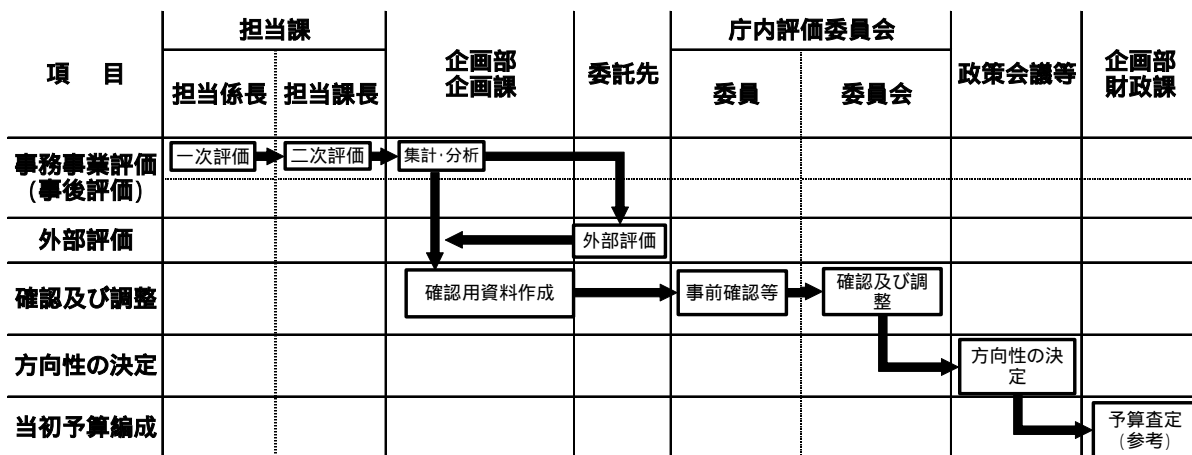 項　目
担当課
担当係長
担当課長
企画部
企画課
委託先
庁内評価委員会
委員
委員会
政策会議等
企画部
財政課
事務事業評価
(事後評価)
一次評価
二次評価
集計・分析
外部評価
外部評価
確認及び調整
確認用資料作成
事前確認等
確認及び調
整
方向性の決定
方向性の決
定
当初予算編成
予算査定
(参考)